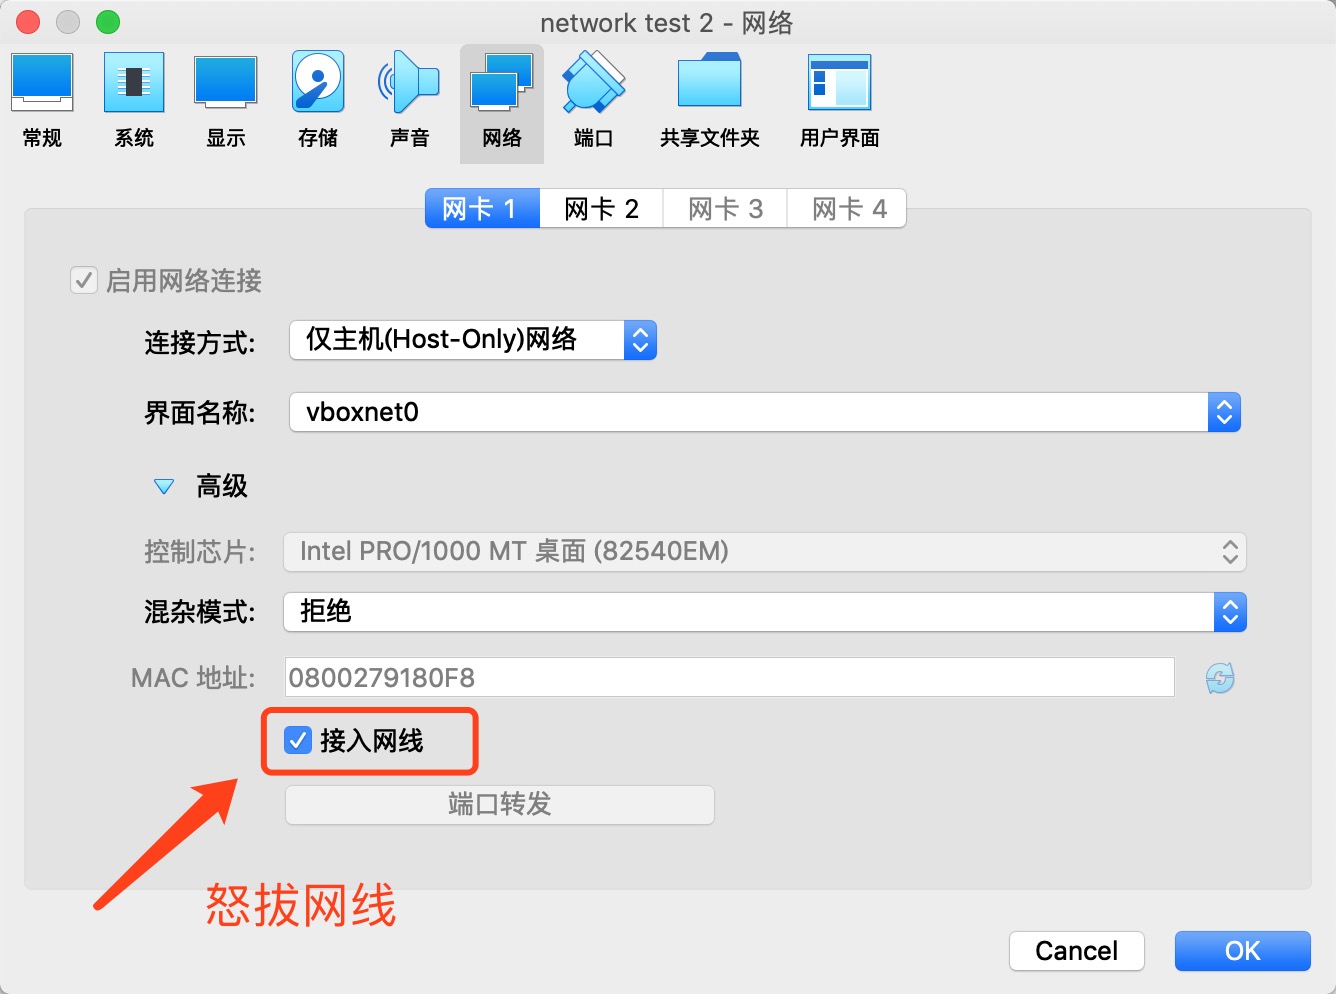 network test 2 - 网络
常规 系统 显示 存储 声音 网络 端口 共享文件夹 用户界面
网卡 1 网卡 2 网卡 3 网卡 4
启用网络连接
连接方式: 仅主机(Host-Only)网络
界面名称: vboxnet0
高级
控制芯片: Intel PRO/1000 MT 桌面 (82540EM)
混杂模式: 拒绝
MAC 地址: 0800279180F8
接入网线
端口转发
怒拔网线
Cancel OK